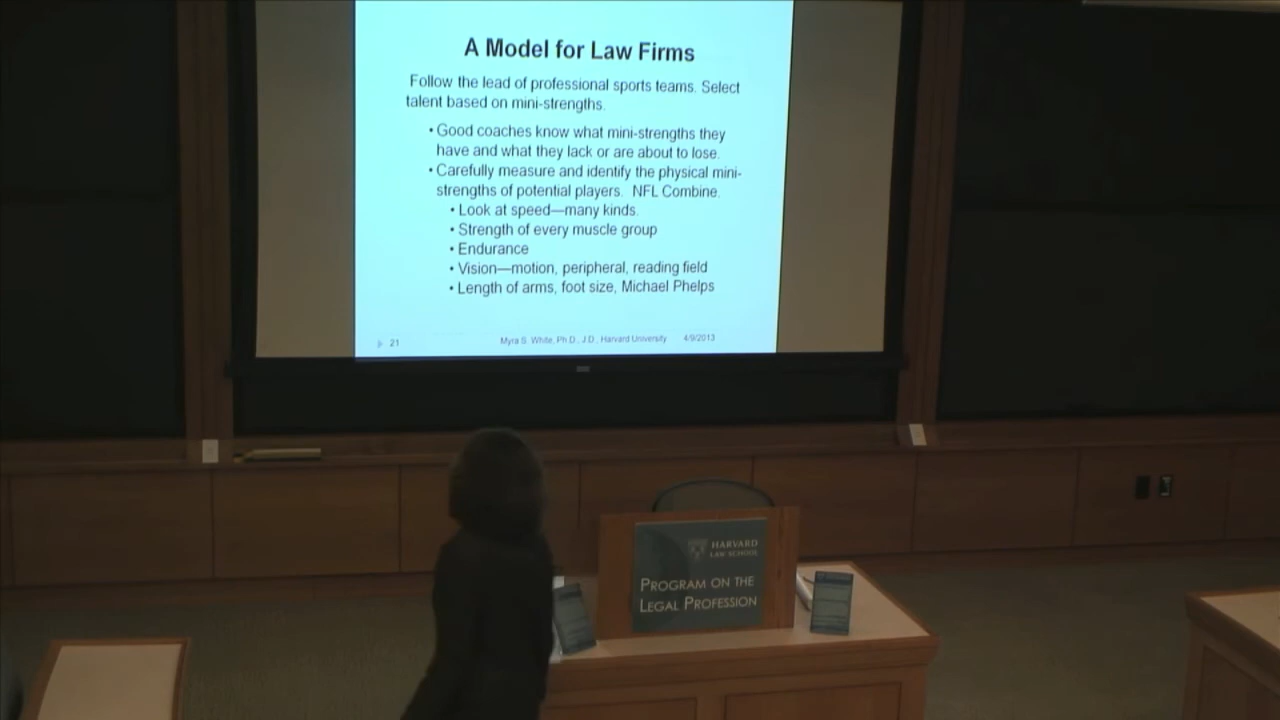 A Model for Law Firms
Follow the lead of professional sports teams. Select
talent based on mini-strengths.
• Good coaches know what mini-strengths they
have and what they lack or are about to lose.
• Carefully measure and identify the physical mini-
strengths of potential players. NFL Combine.
• Look at speed—many kinds.
• Strength of every muscle group
• Endurance
• Vision—motion, peripheral, reading field
• Length of arms, foot size, Michael Phelps
21 Myra S. White, Ph.D., J.D., Harvard University 4/9/2013
HARVARD
LAW SCHOOL
PROGRAM ON THE
LEGAL PROFESSION